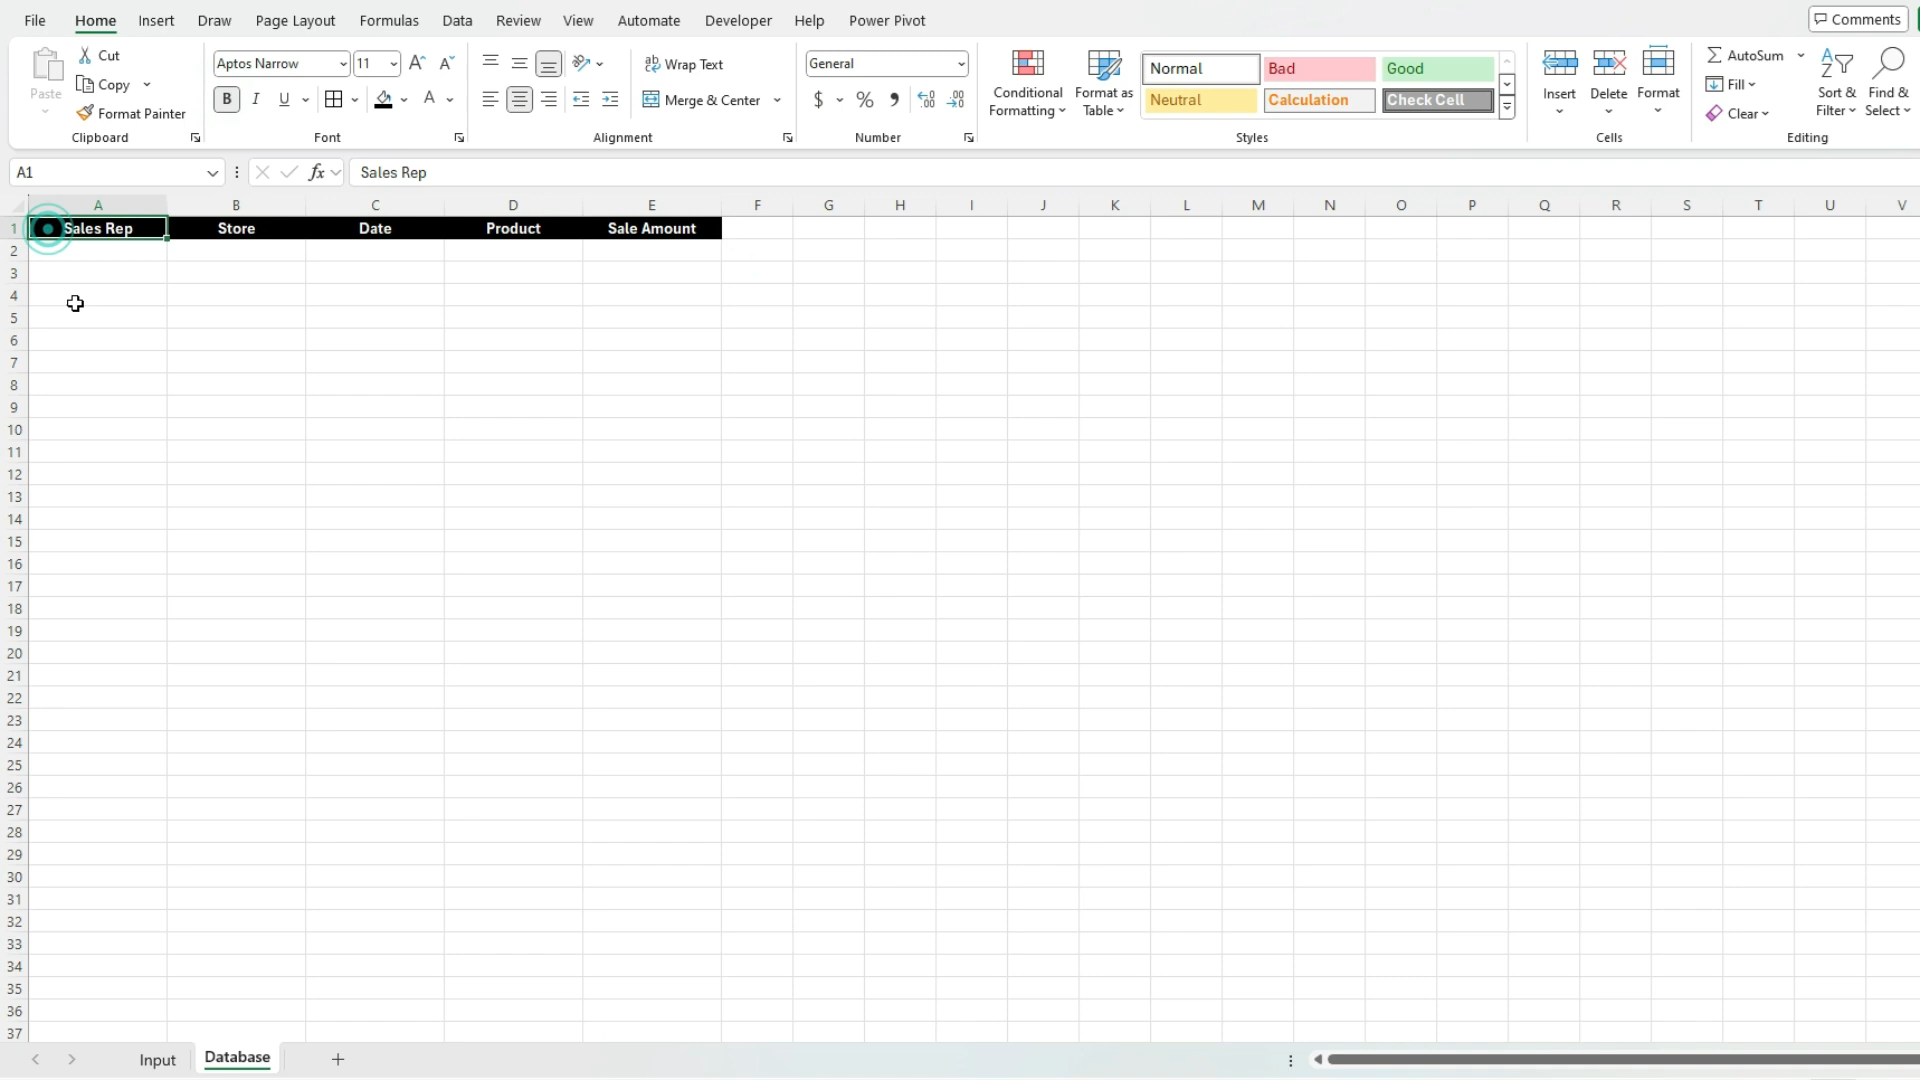 File Home Insert Draw Page Layout Formulas Data Review View Automate Developer Help Power Pivot Comments
Paste Cut Copy Format Painter Clipboard
Aptos Narrow 11 B I U A Font
Wrap Text Merge & Center Alignment
General $ % Number
Conditional Formatting Format as Table
Normal Bad Good
Neutral Calculation Check Cell
Styles
Insert Delete Format Cells
AutoSum Fill Clear Sort & Filter Find & Select Editing
A1 fx Sales Rep
A B C D E F G H I J K L M N O P Q R S T U V
1 Sales Rep Store Date Product Sale Amount
2
3
4
5
6
7
8
9
10
11
12
13
14
15
16
17
18
19
20
21
22
23
24
25
26
27
28
29
30
31
32
33
34
35
36
37
Input Database